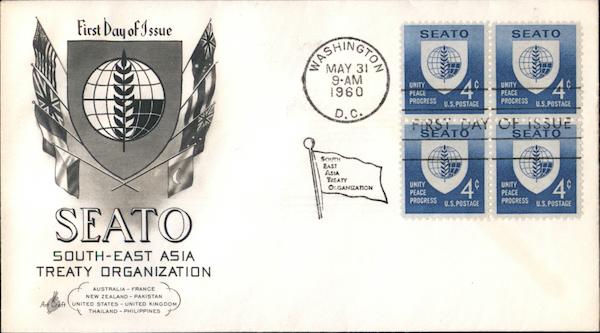 First Day of Issue
SEATO
SOUTH-EAST ASIA
TREATY ORGANIZATION
AUSTRALIA - FRANCE
NEW ZEALAND - PAKISTAN
UNITED STATES - UNITED KINGDOM
THAILAND - PHILIPPINES
Art Craft
WASHINGTON
MAY 31
9-AM
1960
D.C.
SOUTH
EAST
ASIA
TREATY
ORGANIZATION
SEATO
UNITY
PEACE
PROGRESS
4¢
U.S. POSTAGE
SEATO
UNITY
PEACE
PROGRESS
4¢
U.S. POSTAGE
FIRST DAY OF ISSUE
SEATO
UNITY
PEACE
PROGRESS
4¢
U.S. POSTAGE
SEATO
UNITY
PEACE
PROGRESS
4¢
U.S. POSTAGE